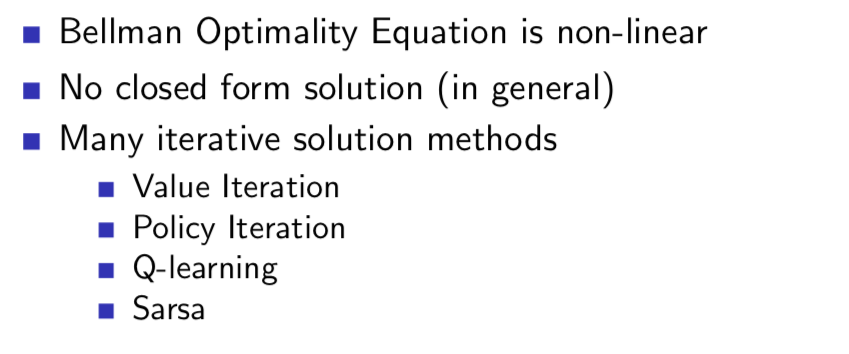 Bellman Optimality Equation is non-linear
No closed form solution (in general)
Many iterative solution methods
Value Iteration
Policy Iteration
Q-learning
Sarsa